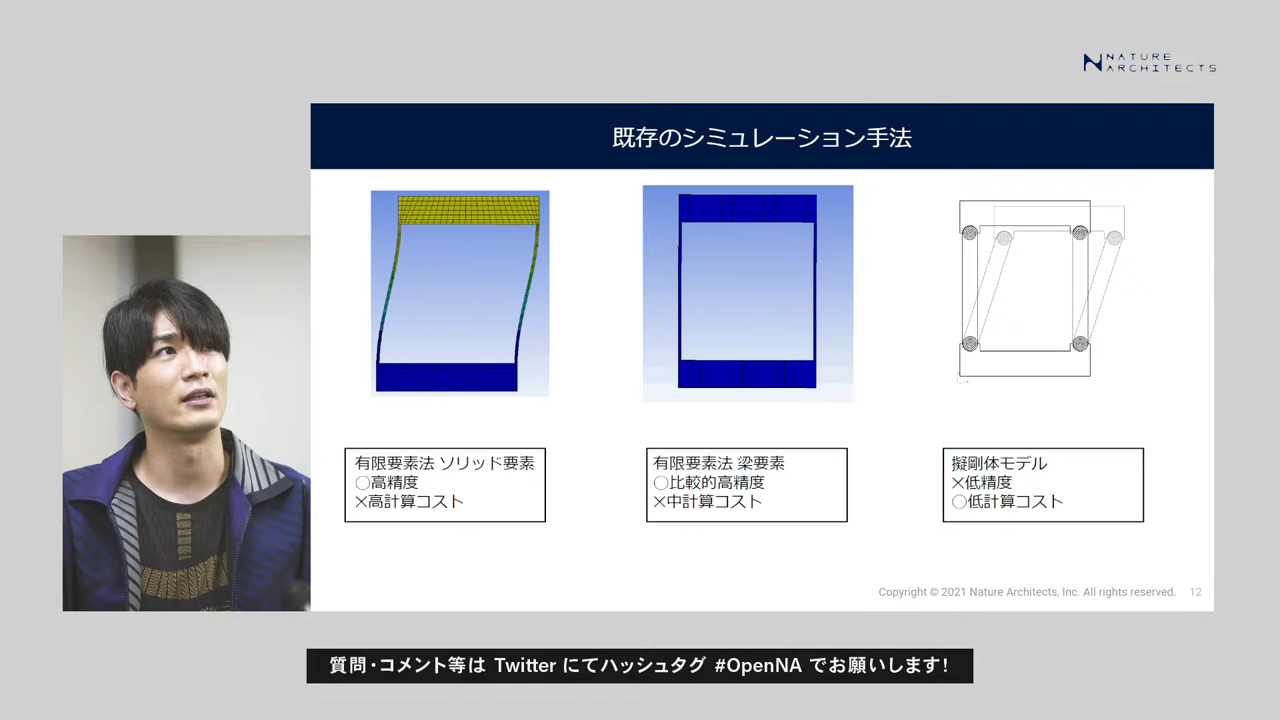 NATURE
ARCHITECTS
既存のシミュレーション手法
有限要素法 ソリッド要素
○高精度
×高計算コスト
有限要素法 梁要素
○比較的高精度
×中計算コスト
擬剛体モデル
×低精度
○低計算コスト
Copyright © 2021 Nature Architects, Inc. All rights reserved. 12
質問・コメント等は Twitter にてハッシュタグ #OpenNA でお願いします!